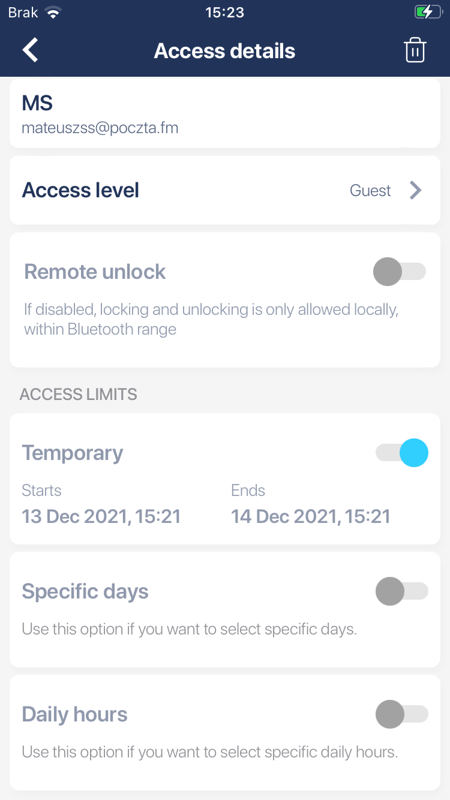 Brak 15:23
Access details
MS
mateuszss@poczta.fm
Access level Guest
Remote unlock
If disabled, locking and unlocking is only allowed locally,
within Bluetooth range
ACCESS LIMITS
Temporary
Starts Ends
13 Dec 2021, 15:21 14 Dec 2021, 15:21
Specific days
Use this option if you want to select specific days.
Daily hours
Use this option if you want to select specific daily hours.